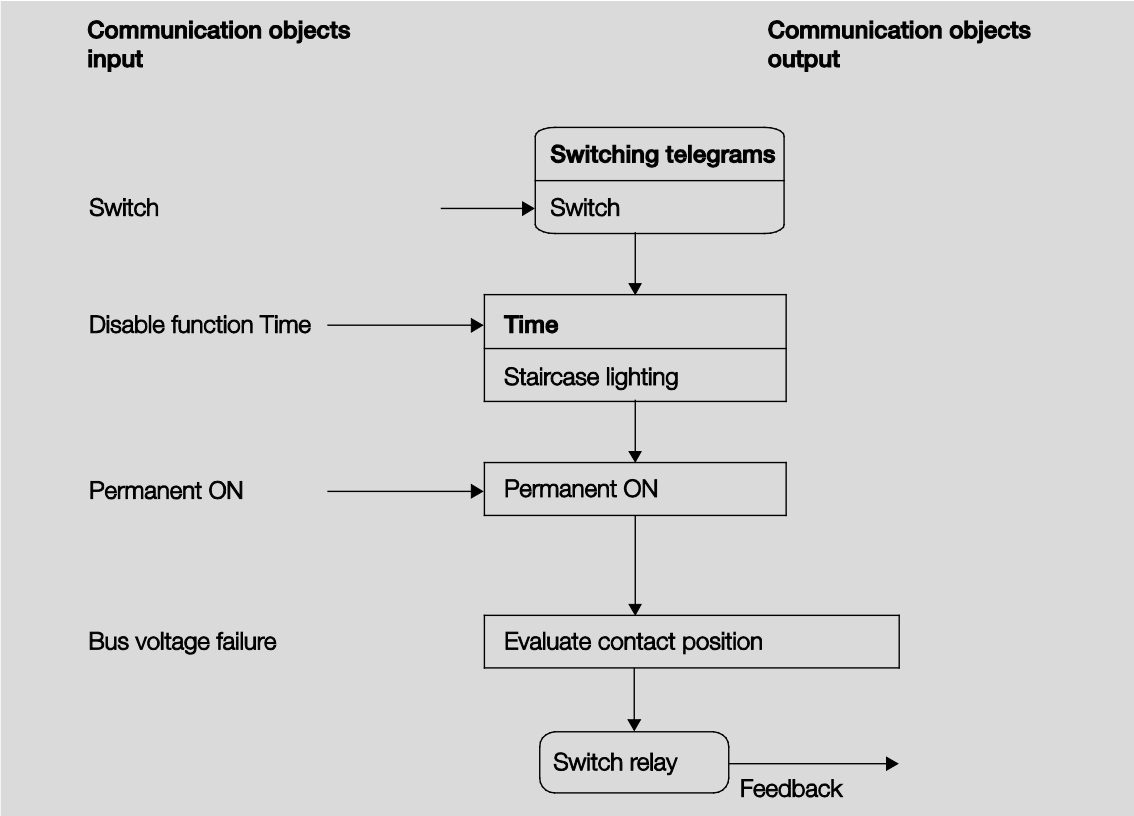 Communication objects
input
Communication objects
output
Switching telegrams
Switch
Switch
Disable function Time
Time
Staircase lighting
Permanent ON
Permanent ON
Bus voltage failure
Evaluate contact position
Switch relay
Feedback